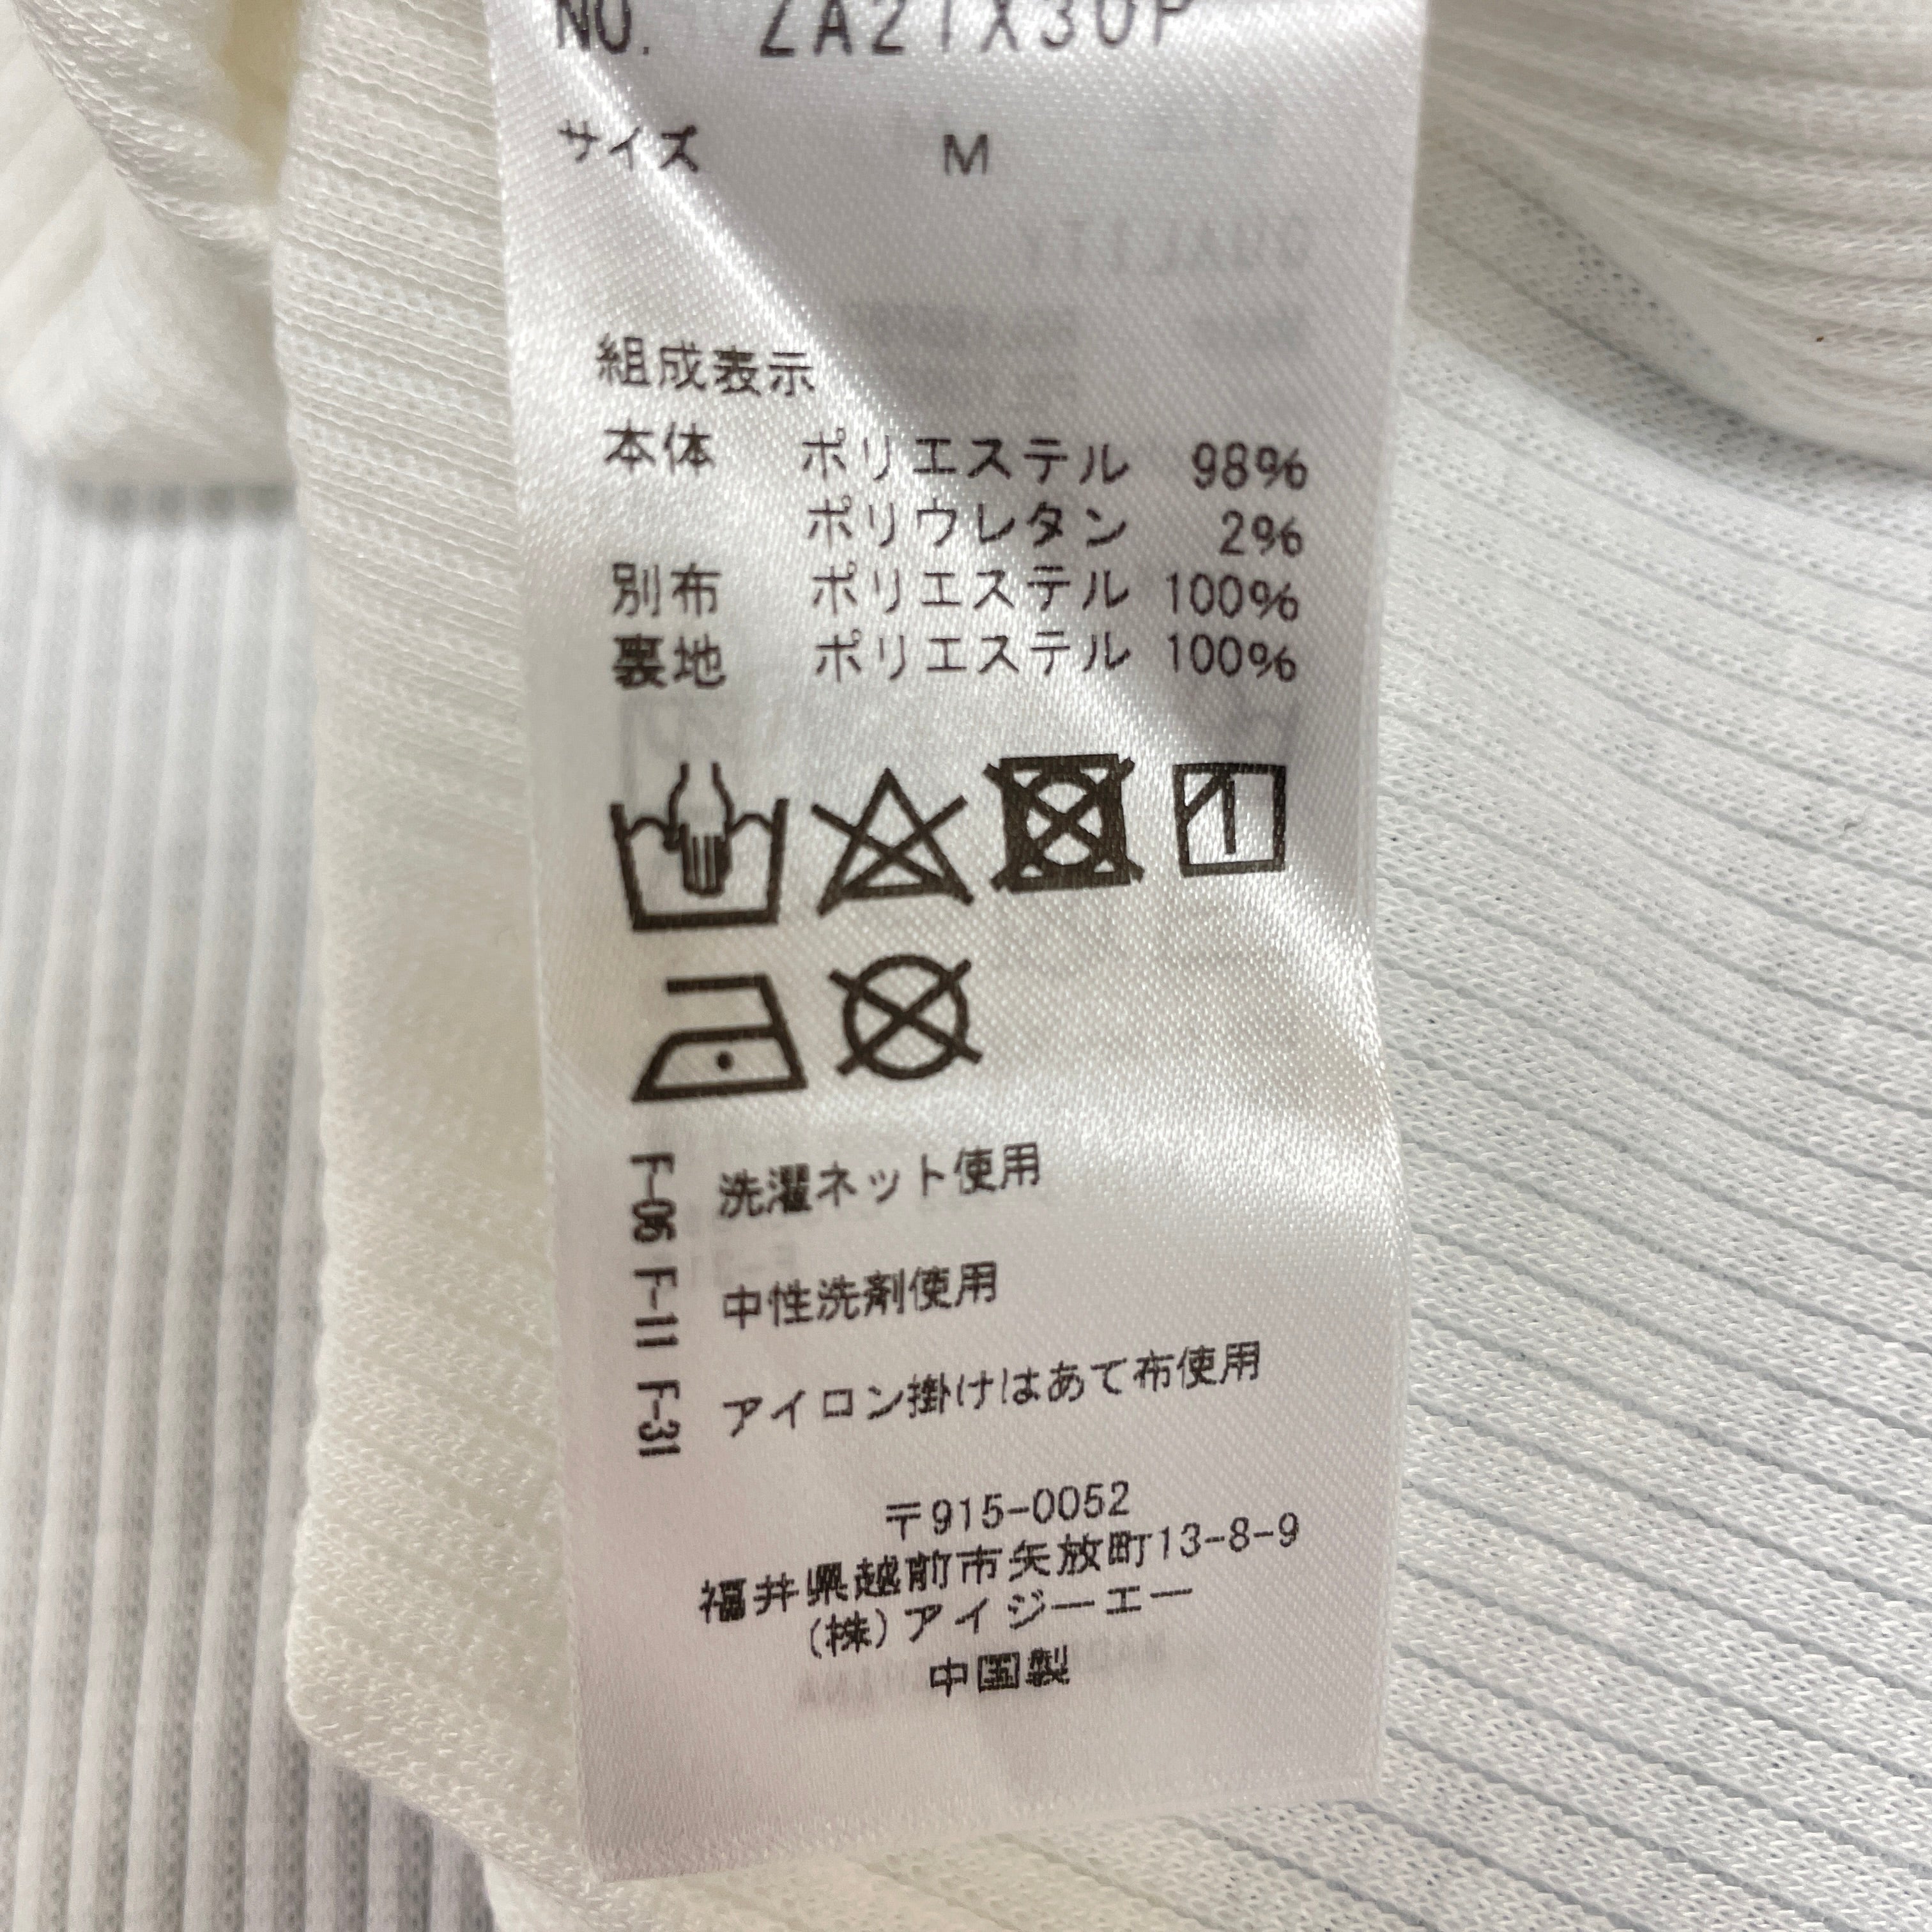 NO. ZA21X30P
サイズ M
組成表示
本体 ポリエステル 98%
ポリウレタン 2%
別布 ポリエステル 100%
裏地 ポリエステル 100%
F-06 F-11 F-31
洗濯ネット使用
中性洗剤使用
アイロン掛けはあて布使用
〒915-0052
福井県越前市矢放町13-8-9
(株)アイジーエー
中国製